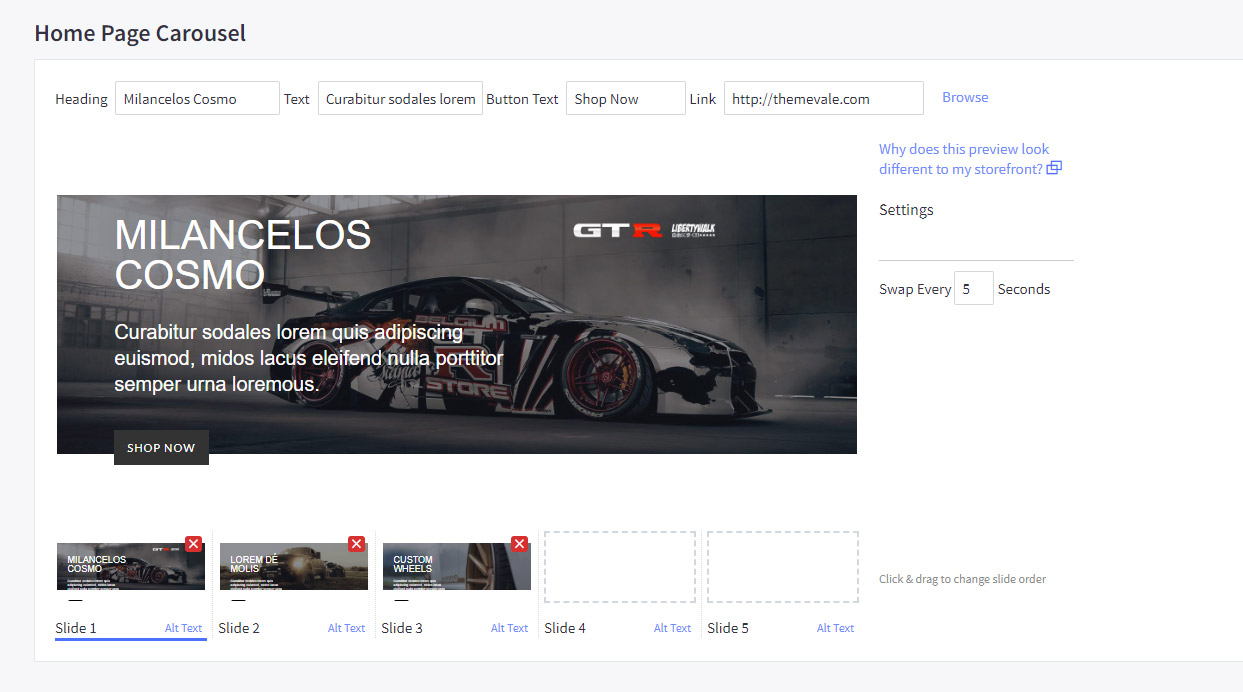 Home Page Carousel
Heading Milancelos Cosmo Text Curabitur sodales lorem Button Text Shop Now Link http://themevale.com Browse
Why does this preview look
different to my storefront?
Settings
Swap Every 5 Seconds
MILANCELOS
COSMO
GTR LIBERTYWALK
Curabitur sodales lorem quis adipiscing
euismod, midos lacus eleifend nulla porttitor
semper urna loremous.
BELGIUM
STORE
SHOP NOW
MILANCELOS
COSMO
LOREM DÉ
MOLIS
CUSTOM
WHEELS
Click & drag to change slide order
Slide 1 Alt Text Slide 2 Alt Text Slide 3 Alt Text Slide 4 Alt Text Slide 5 Alt Text